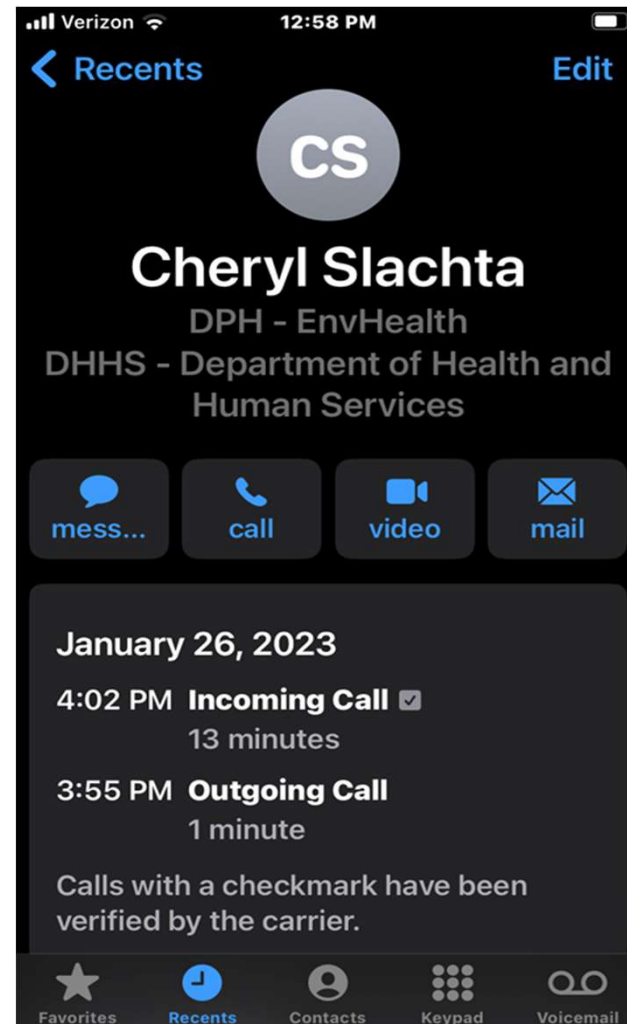 Verizon 12:58 PM
Recents Edit
CS
Cheryl Slachta
DPH - EnvHealth
DHHS - Department of Health and
Human Services
mess... call video mail
January 26, 2023
4:02 PM Incoming Call
13 minutes
3:55 PM Outgoing Call
1 minute
Calls with a checkmark have been
verified by the carrier.
Favorites Recents Contacts Keypad Voicemail